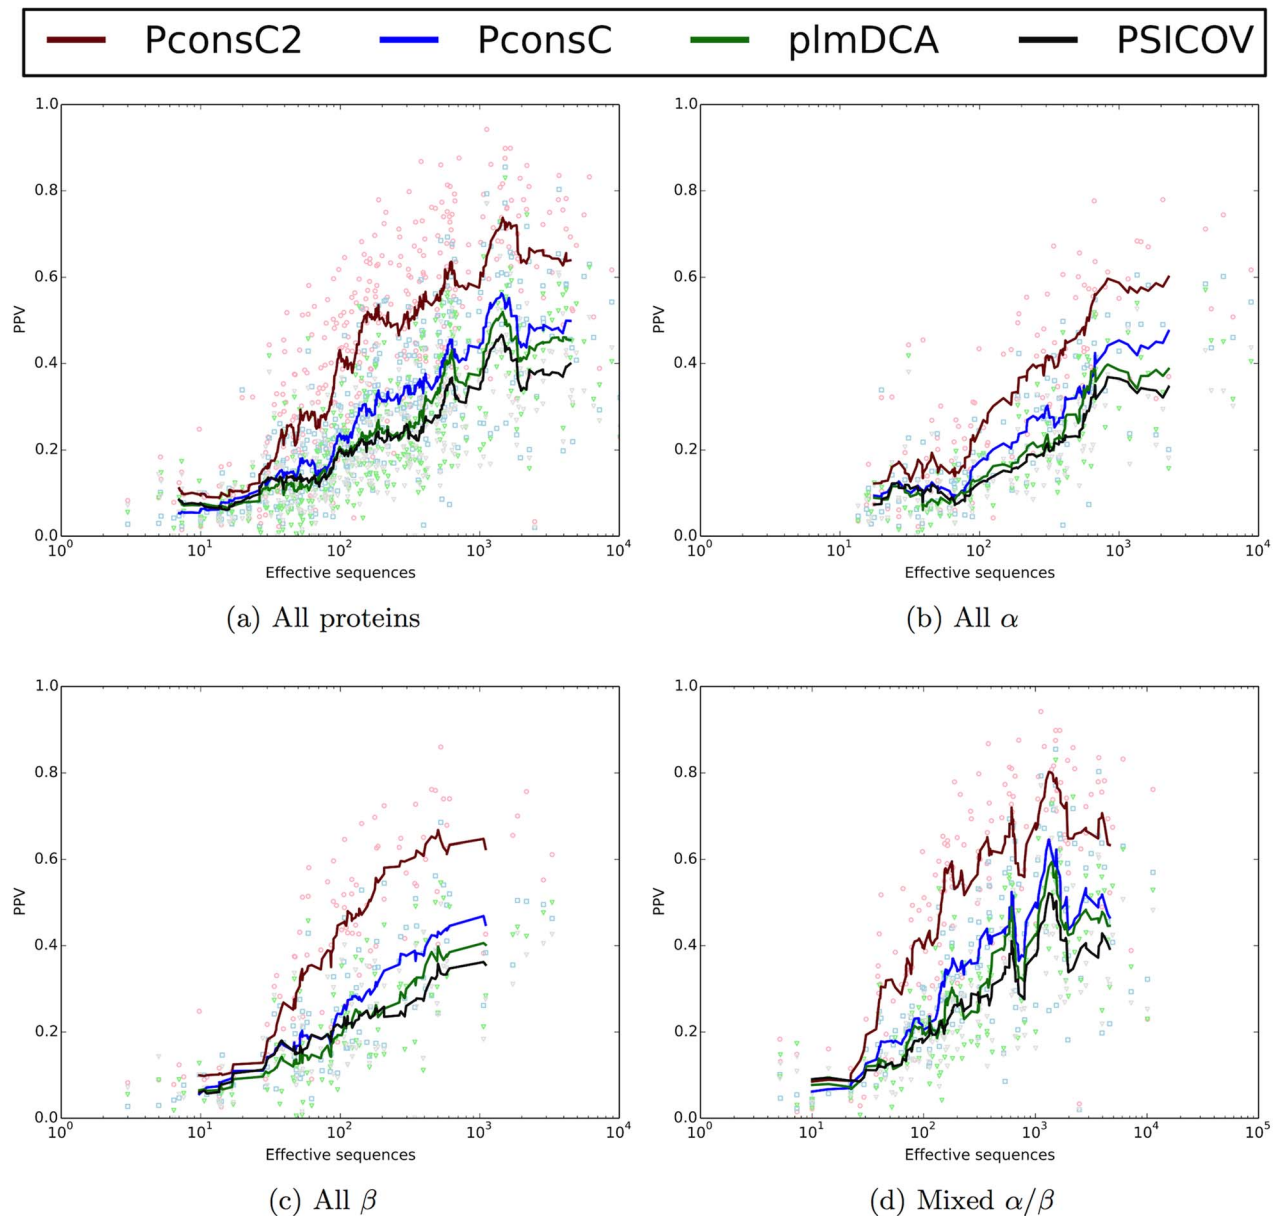 PconsC2 PconsC plmDCA PSICOV
1.0 0.8 0.6 0.4 0.2 0.0
PPV
10^0 10^1 10^2 10^3 10^4
Effective sequences
(a) All proteins
1.0 0.8 0.6 0.4 0.2 0.0
PPV
10^0 10^1 10^2 10^3 10^4
Effective sequences
(b) All α
1.0 0.8 0.6 0.4 0.2 0.0
PPV
10^0 10^1 10^2 10^3 10^4
Effective sequences
(c) All β
1.0 0.8 0.6 0.4 0.2 0.0
PPV
10^0 10^1 10^2 10^3 10^4 10^5
Effective sequences
(d) Mixed α/β